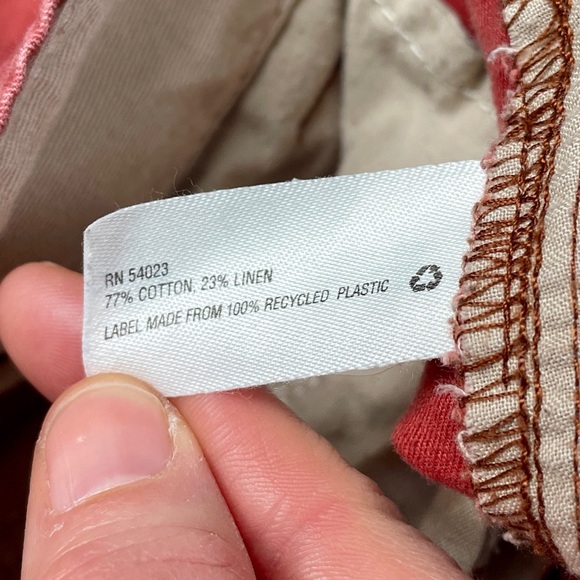 RN 54023
77% COTTON, 23% LINEN
LABEL MADE FROM 100% RECYCLED PLASTIC